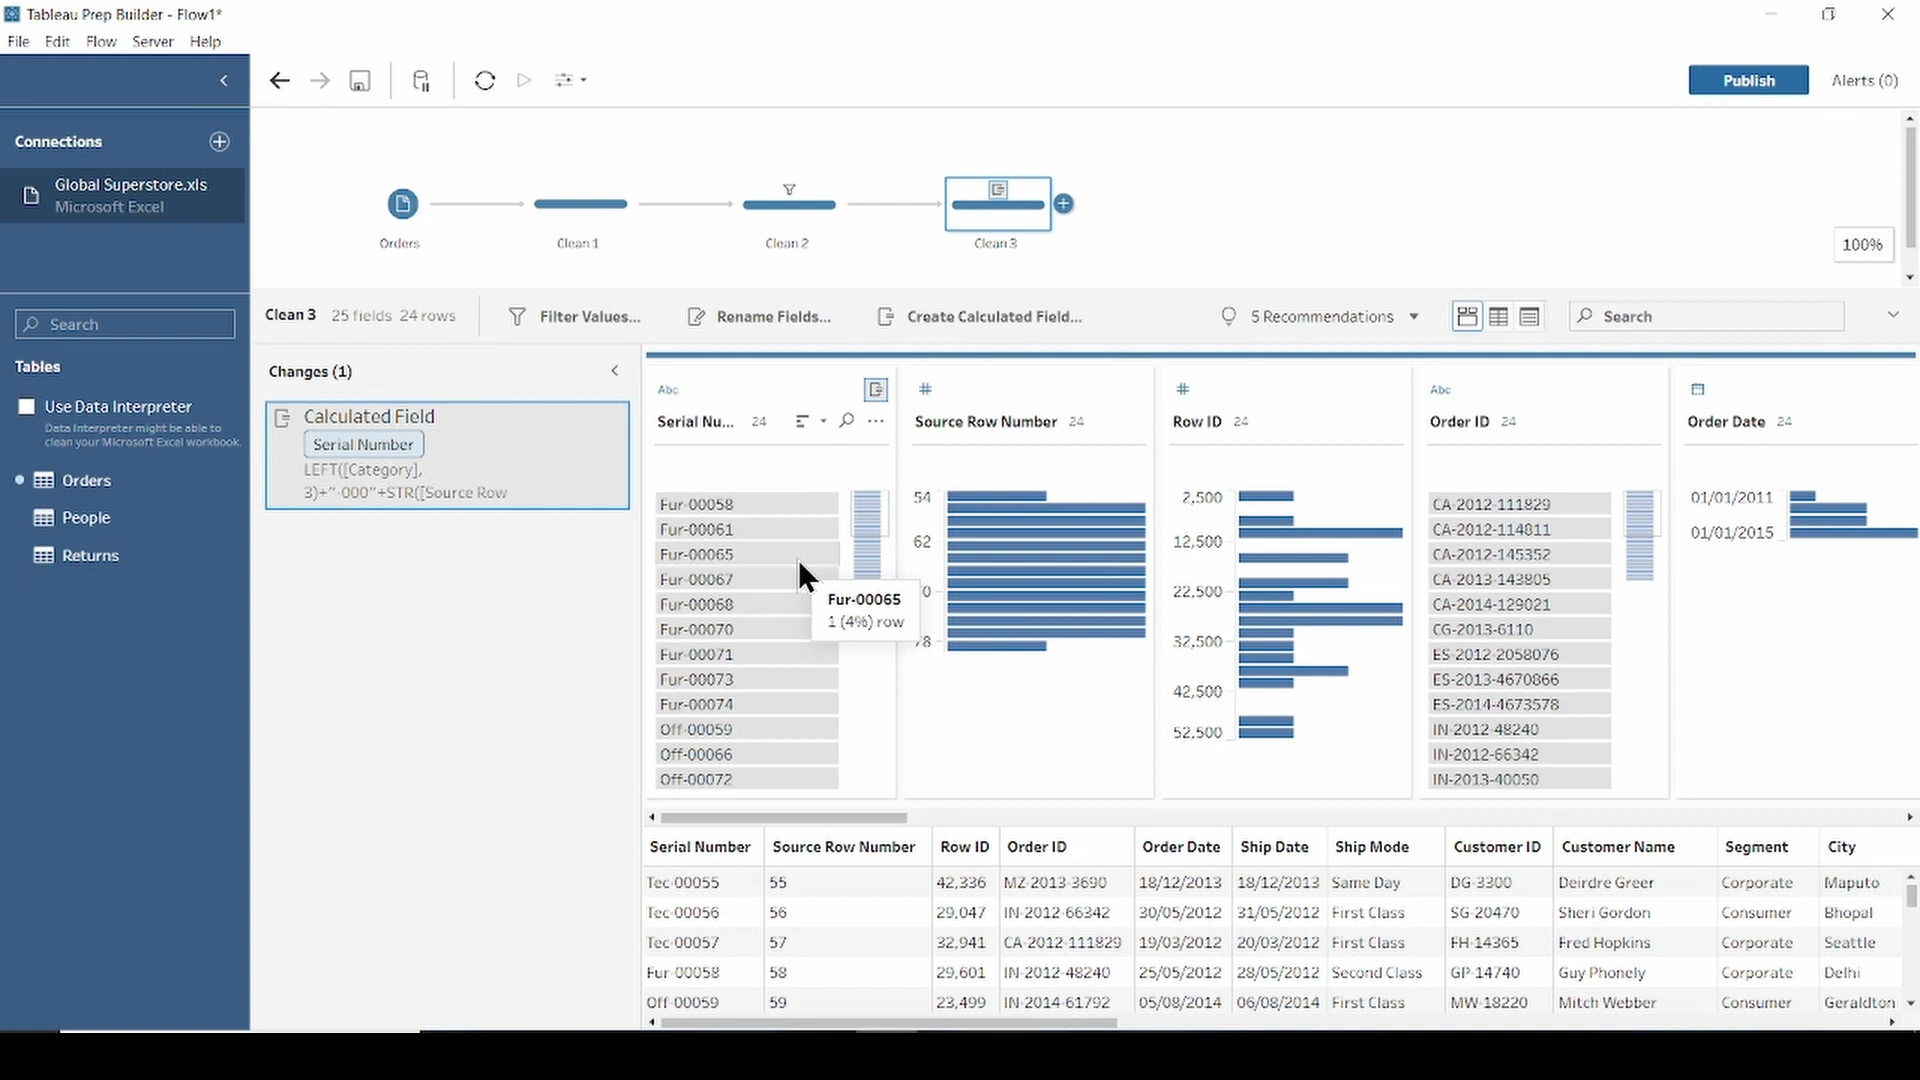 Tableau Prep Builder - Flow1*
File Edit Flow Server Help
Publish
Alerts (0)
Connections
Global Superstore.xls
Microsoft Excel
Orders
Clean 1
Clean 2
Clean 3
100%
Search
Tables
Use Data Interpreter
Data Interpreter might be able to
clean your Microsoft Excel workbook.
Orders
People
Returns
Clean 3 25 fields 24 rows
Filter Values...
Rename Fields...
Create Calculated Field...
5 Recommendations
Search
Changes (1)
Calculated Field
Serial Number
LEFT([Category],
3)+"-000"+STR([Source Row
Abc
Serial Nu... 24
Fur-00058
Fur-00061
Fur-00065
Fur-00067
Fur-00068
Fur-00070
Fur-00071
Fur-00073
Fur-00074
Off-00059
Off-00066
Off-00072
Fur-00065
1 (4%) row
#
Source Row Number 24
54
62
#
Row ID 24
2,500
12,500
22,500
32,500
42,500
52,500
Abc
Order ID 24
CA-2012-111829
CA-2012-114811
CA-2012-145352
CA-2013-143805
CA-2014-129021
CG-2013-6110
ES-2012-2058076
ES-2013-4670866
ES-2014-4673578
IN-2012-48240
IN-2012-66342
IN-2013-40050
Order Date 24
01/01/2011
01/01/2015
Serial Number Source Row Number Row ID Order ID Order Date Ship Date Ship Mode Customer ID Customer Name Segment City
Tec-00055 55 42,336 MZ-2013-3690 18/12/2013 18/12/2013 Same Day DG-3300 Deirdre Greer Corporate Maputo
Tec-00056 56 29,047 IN-2012-66342 30/05/2012 31/05/2012 First Class SG-20470 Sheri Gordon Consumer Bhopal
Tec-00057 57 32,941 CA-2012-111829 19/03/2012 20/03/2012 First Class FH-14365 Fred Hopkins Corporate Seattle
Fur-00058 58 29,601 IN-2012-48240 25/05/2012 28/05/2012 Second Class GP-14740 Guy Phonely Corporate Delhi
Off-00059 59 23,499 IN-2014-61792 05/08/2014 06/08/2014 First Class MW-18220 Mitch Webber Consumer Geraldton